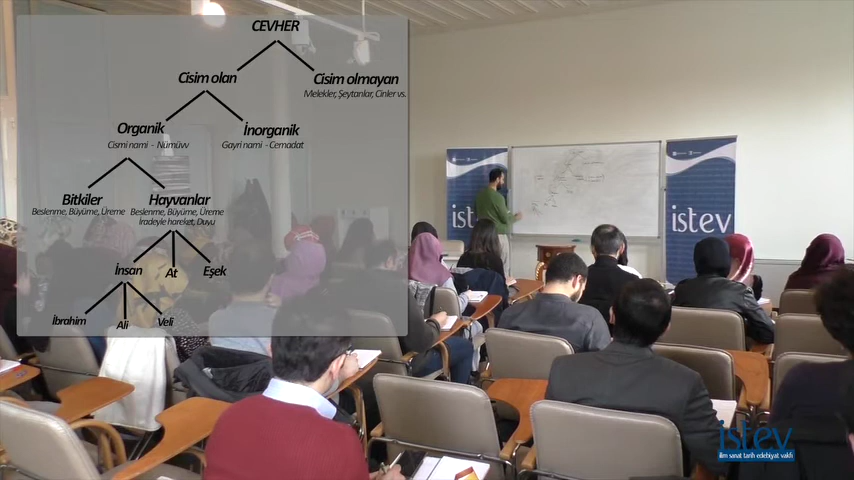 CEVHER
Cisim olan
Cisim olmayan
Melekler, Şeytanlar, Cinler vs.
Organik
İnorganik
Cismi nami - Nümüvv
Gayri nami - Cemadat
Bitkiler
Hayvanlar
Beslenme, Büyüme, Üreme
Beslenme, Büyüme, Üreme
İradeyle hareket, Duyu
İnsan
At
Eşek
İbrahim
Ali
Veli
istev
istev
istev
ilim sanat tarih edebiyat vakfı